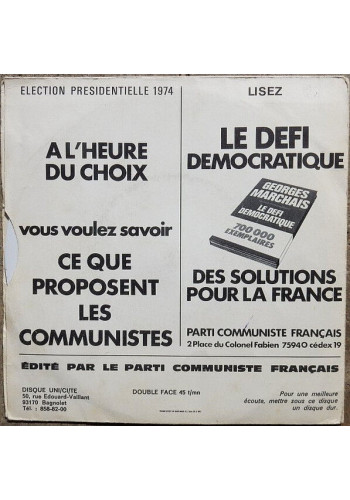 ELECTION PRESIDENTIELLE 1974
A L'HEURE
DU CHOIX
vous voulez savoir
CE QUE
PROPOSENT
LES
COMMUNISTES
LISEZ
LE DEFI
DEMOCRATIQUE
GEORGES
MARCHAIS
LE DEFI
DEMOCRATIQUE
700 000
EXEMPLAIRES
DES SOLUTIONS
POUR LA FRANCE
PARTI COMMUNISTE FRANÇAIS
2 Place du Colonel Fabien 75940 cédex 19
ÉDITÉ PAR LE PARTI COMMUNISTE FRANÇAIS
DISQUE UNI/CITE
50, rue Edouard-Vaillant
93170 Bagnolet
Tél. : 858-82-00
DOUBLE FACE 45 t/mn
Pour une meilleure
écoute, mettre sous ce disque
un disque dur.